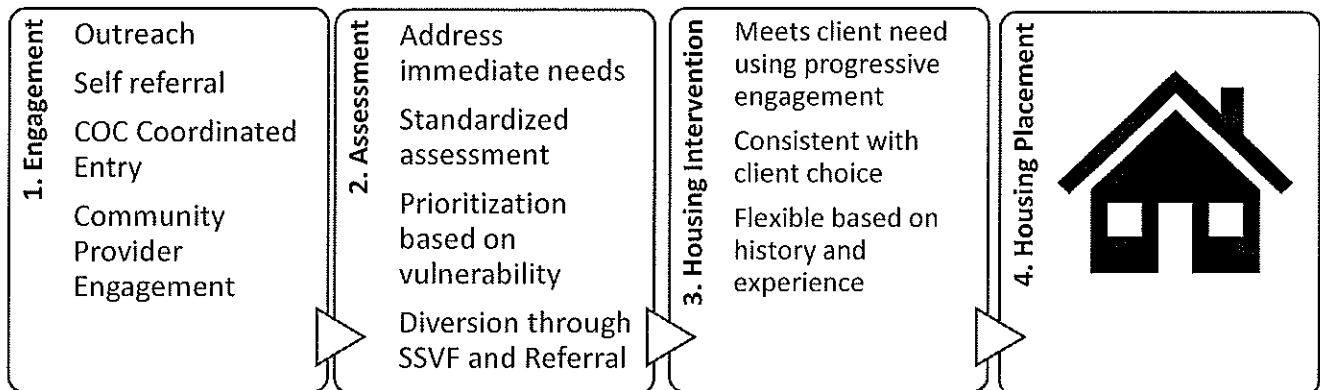 1. Engagement
Outreach
Self referral
COC Coordinated
Entry
Community
Provider
Engagement
2. Assessment
Address
immediate needs
Standardized
assessment
Prioritization
based on
vulnerability
Diversion through
SSVF and Referral
3. Housing Intervention
Meets client need
using progressive
engagement
Consistent with
client choice
Flexible based on
history and
experience
4. Housing Placement